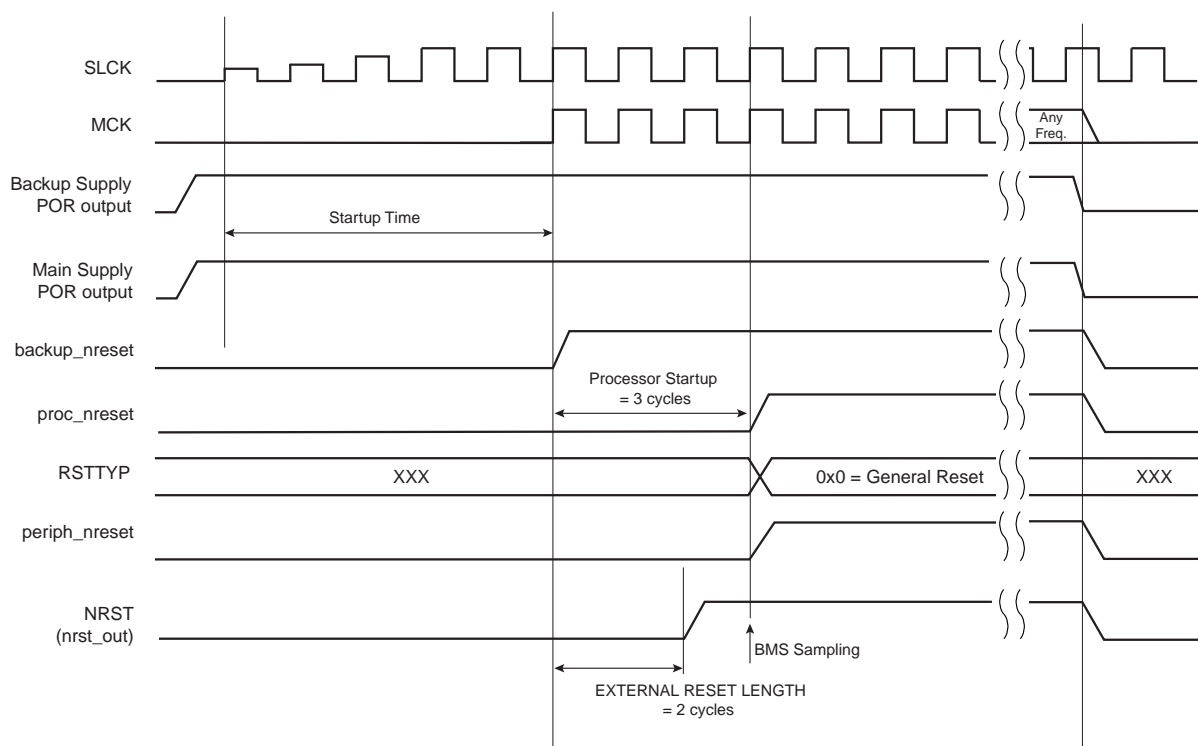 SLCK
MCK
Any
Freq.
Backup Supply
POR output
Startup Time
Main Supply
POR output
backup_nreset
Processor Startup
= 3 cycles
proc_nreset
RSTTYP
XXX
0x0 = General Reset
XXX
periph_nreset
NRST
(nrst_out)
BMS Sampling
EXTERNAL RESET LENGTH
= 2 cycles